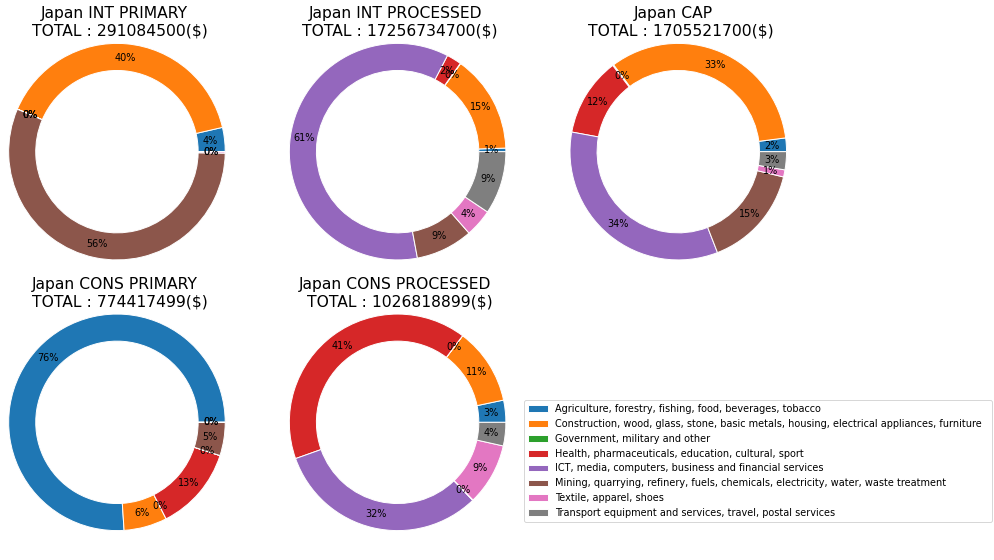 Japan INT PRIMARY
TOTAL : 291084500($)
40%
0%
0%
4%
0%
0%
56%
Japan INT PROCESSED
TOTAL : 17256734700($)
2%
0%
15%
61%
1%
9%
4%
9%
Japan CAP
TOTAL : 1705521700($)
33%
0%
12%
2%
3%
1%
15%
34%
Japan CONS PRIMARY
TOTAL : 774417499($)
76%
0%
0%
5%
0%
13%
0%
6%
Japan CONS PROCESSED
TOTAL : 1026818899($)
41%
0%
11%
3%
4%
9%
0%
32%
Agriculture, forestry, fishing, food, beverages, tobacco
Construction, wood, glass, stone, basic metals, housing, electrical appliances, furniture
Government, military and other
Health, pharmaceuticals, education, cultural, sport
ICT, media, computers, business and financial services
Mining, quarrying, refinery, fuels, chemicals, electricity, water, waste treatment
Textile, apparel, shoes
Transport equipment and services, travel, postal services